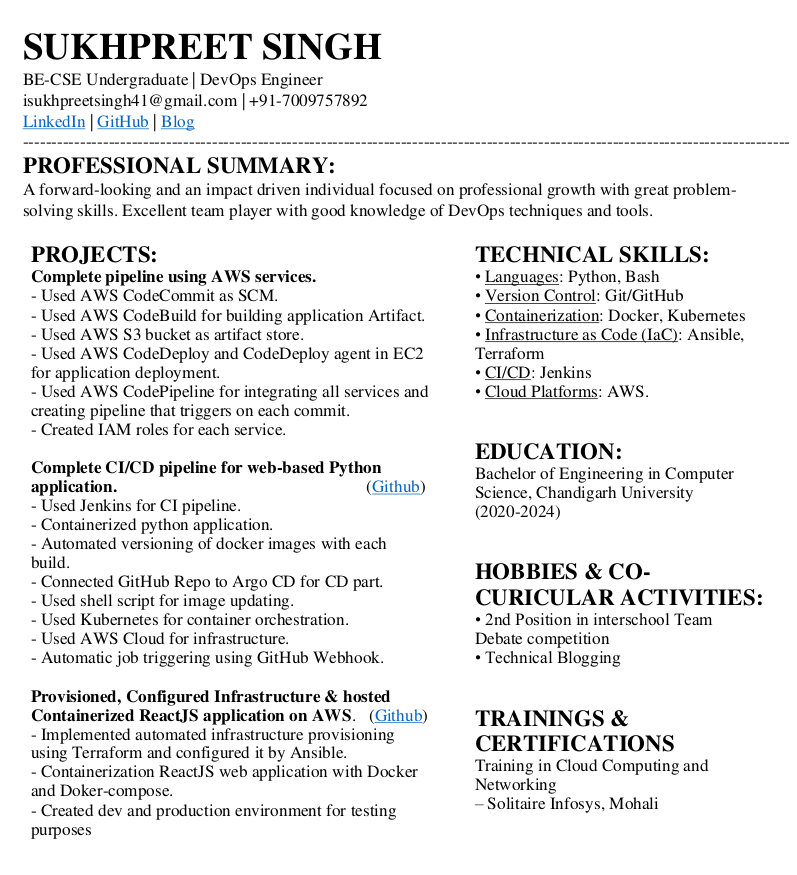 SUKHPREET SINGH
BE-CSE Undergraduate | DevOps Engineer
isukhpreetsingh41@gmail.com | +91-7009757892
LinkedIn | GitHub | Blog
PROFESSIONAL SUMMARY:
A forward-looking and an impact driven individual focused on professional growth with great problem-
solving skills. Excellent team player with good knowledge of DevOps techniques and tools.
PROJECTS:
Complete pipeline using AWS services.
- Used AWS CodeCommit as SCM.
- Used AWS CodeBuild for building application Artifact.
- Used AWS S3 bucket as artifact store.
- Used AWS CodeDeploy and CodeDeploy agent in EC2
for application deployment.
- Used AWS CodePipeline for integrating all services and
creating pipeline that triggers on each commit.
- Created IAM roles for each service.
Complete CI/CD pipeline for web-based Python
application. (Github)
- Used Jenkins for CI pipeline.
- Containerized python application.
- Automated versioning of docker images with each
build.
- Connected GitHub Repo to Argo CD for CD part.
- Used shell script for image updating.
- Used Kubernetes for container orchestration.
- Used AWS Cloud for infrastructure.
- Automatic job triggering using GitHub Webhook.
Provisioned, Configured Infrastructure & hosted
Containerized ReactJS application on AWS. (Github)
- Implemented automated infrastructure provisioning
using Terraform and configured it by Ansible.
- Containerization ReactJS web application with Docker
and Doker-compose.
- Created dev and production environment for testing
purposes
TECHNICAL SKILLS:
• Languages: Python, Bash
• Version Control: Git/GitHub
• Containerization: Docker, Kubernetes
• Infrastructure as Code (IaC): Ansible,
Terraform
• CI/CD: Jenkins
• Cloud Platforms: AWS.
EDUCATION:
Bachelor of Engineering in Computer
Science, Chandigarh University
(2020-2024)
HOBBIES & CO-
CURICULAR ACTIVITIES:
• 2nd Position in interschool Team
Debate competition
• Technical Blogging
TRAININGS &
CERTIFICATIONS
Training in Cloud Computing and
Networking
– Solitaire Infosys, Mohali